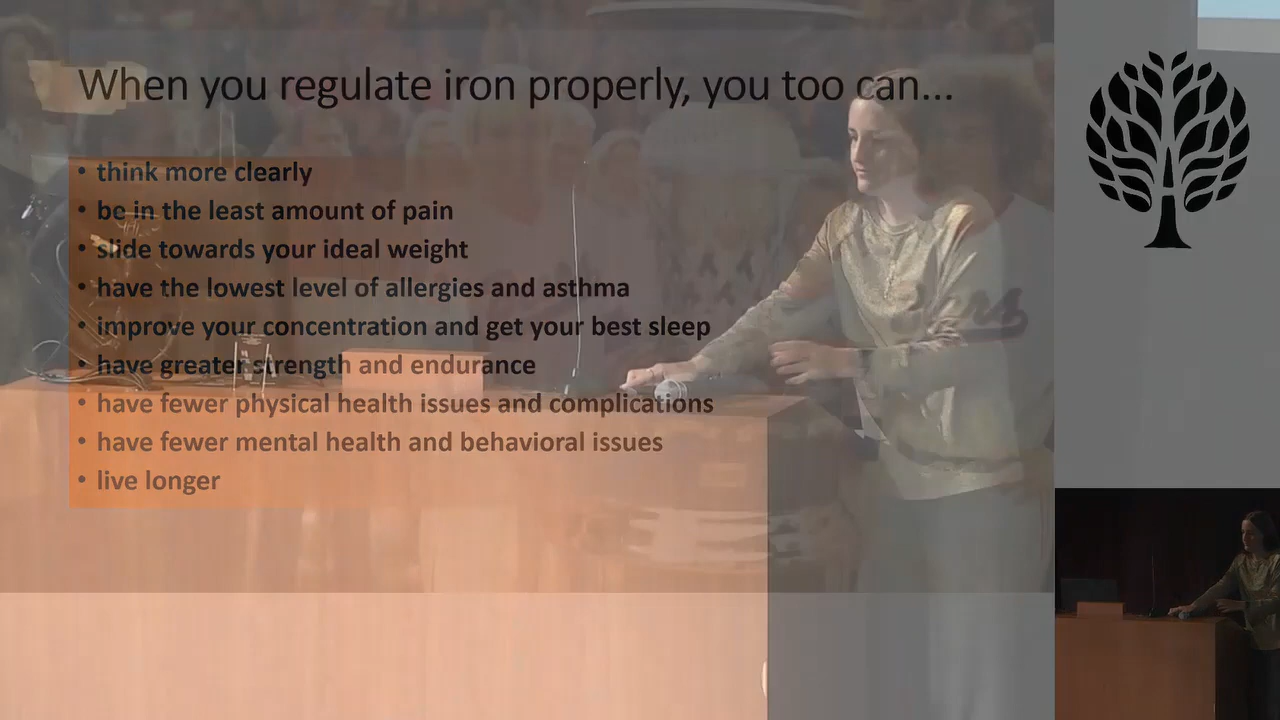 When you regulate iron properly, you too can...
• think more clearly
• be in the least amount of pain
• slide towards your ideal weight
• have the lowest level of allergies and asthma
• improve your concentration and get your best sleep
• have greater strength and endurance
• have fewer physical health issues and complications
• have fewer mental health and behavioral issues
• live longer